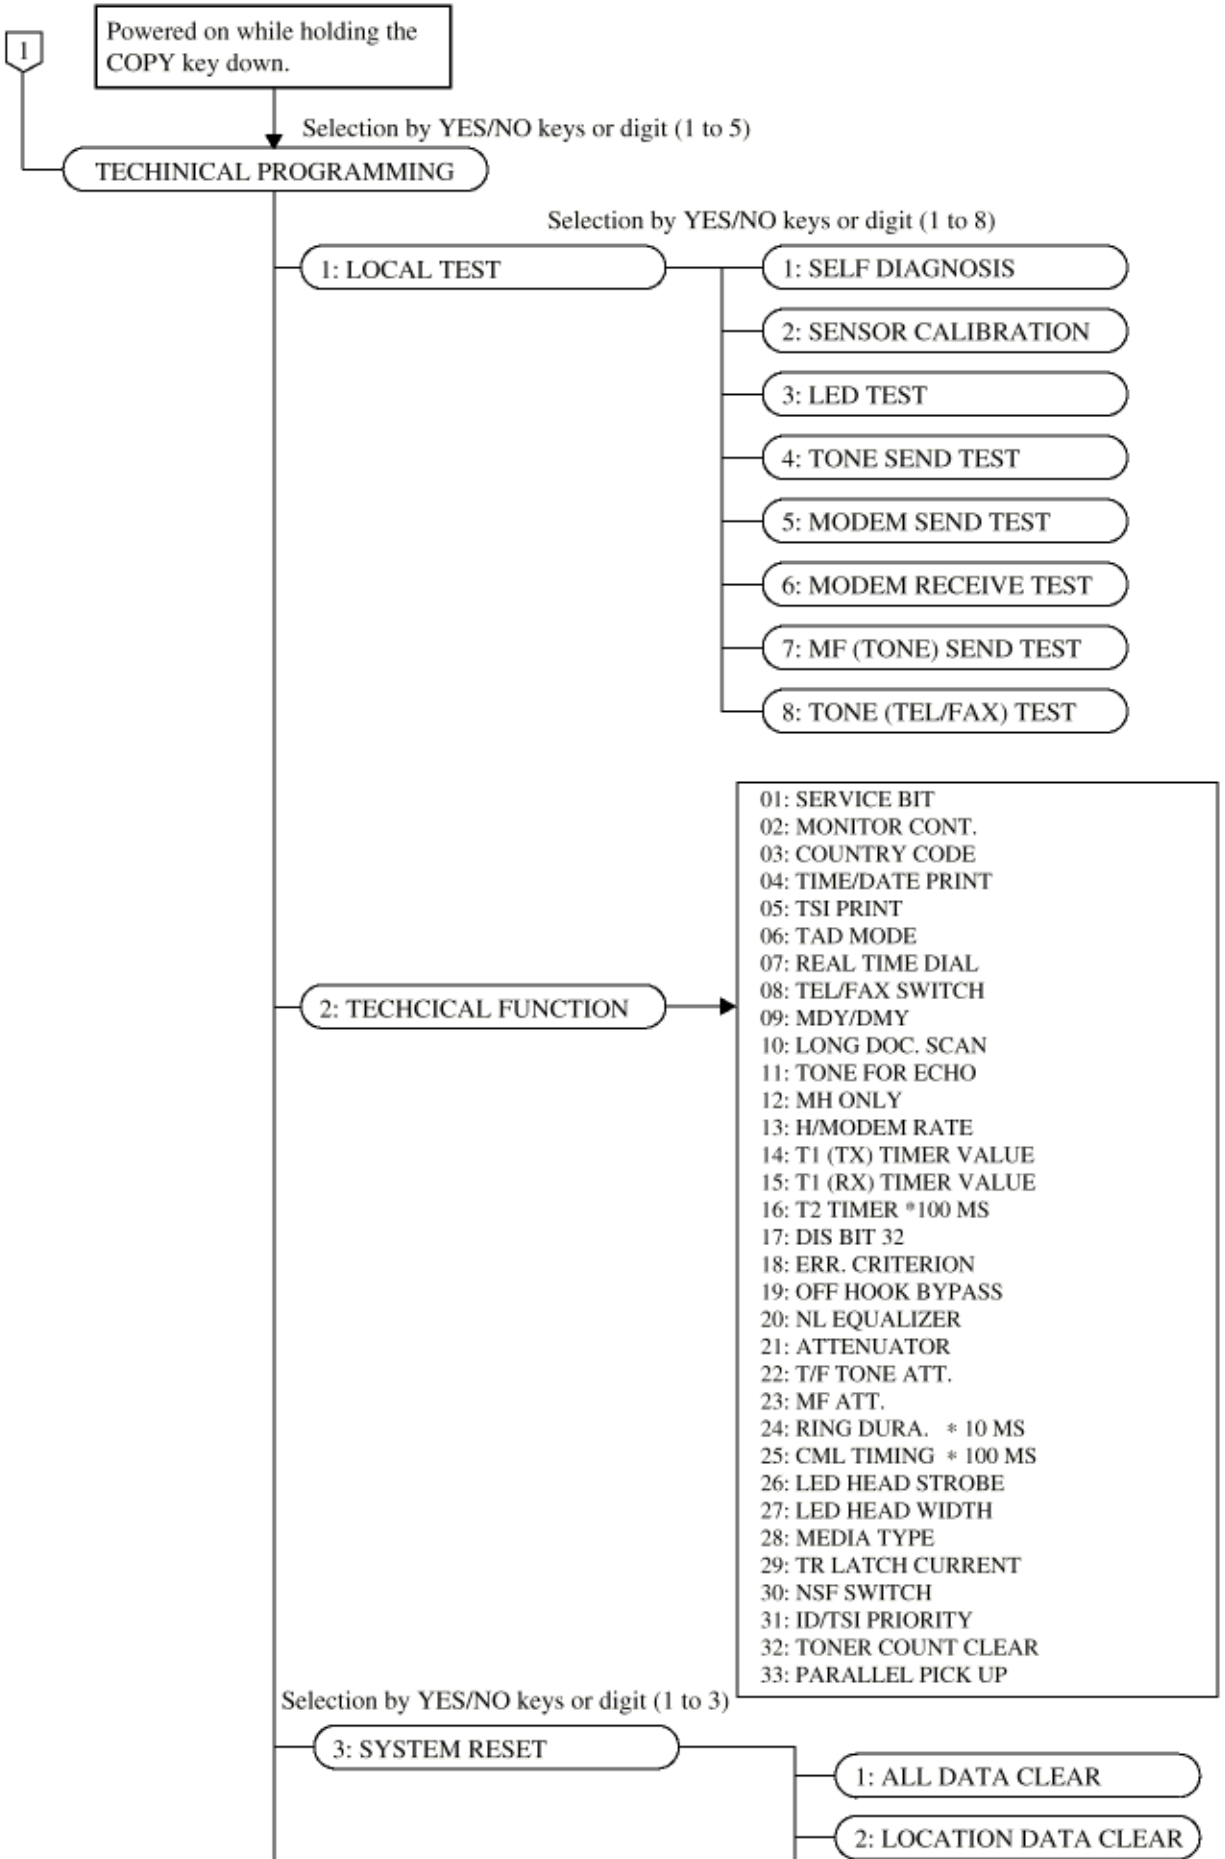 Powered on while holding the
COPY key down.
1
Selection by YES/NO keys or digit (1 to 5)
TECHINICAL PROGRAMMING
Selection by YES/NO keys or digit (1 to 8)
1: LOCAL TEST
1: SELF DIAGNOSIS
2: SENSOR CALIBRATION
3: LED TEST
4: TONE SEND TEST
5: MODEM SEND TEST
6: MODEM RECEIVE TEST
7: MF (TONE) SEND TEST
8: TONE (TEL/FAX) TEST
2: TECHCICAL FUNCTION
01: SERVICE BIT
02: MONITOR CONT.
03: COUNTRY CODE
04: TIME/DATE PRINT
05: TSI PRINT
06: TAD MODE
07: REAL TIME DIAL
08: TEL/FAX SWITCH
09: MDY/DMY
10: LONG DOC. SCAN
11: TONE FOR ECHO
12: MH ONLY
13: H/MODEM RATE
14: T1 (TX) TIMER VALUE
15: T1 (RX) TIMER VALUE
16: T2 TIMER *100 MS
17: DIS BIT 32
18: ERR. CRITERION
19: OFF HOOK BYPASS
20: NL EQUALIZER
21: ATTENUATOR
22: T/F TONE ATT.
23: MF ATT.
24: RING DURA. * 10 MS
25: CML TIMING * 100 MS
26: LED HEAD STROBE
27: LED HEAD WIDTH
28: MEDIA TYPE
29: TR LATCH CURRENT
30: NSF SWITCH
31: ID/TSI PRIORITY
32: TONER COUNT CLEAR
33: PARALLEL PICK UP
Selection by YES/NO keys or digit (1 to 3)
3: SYSTEM RESET
1: ALL DATA CLEAR
2: LOCATION DATA CLEAR